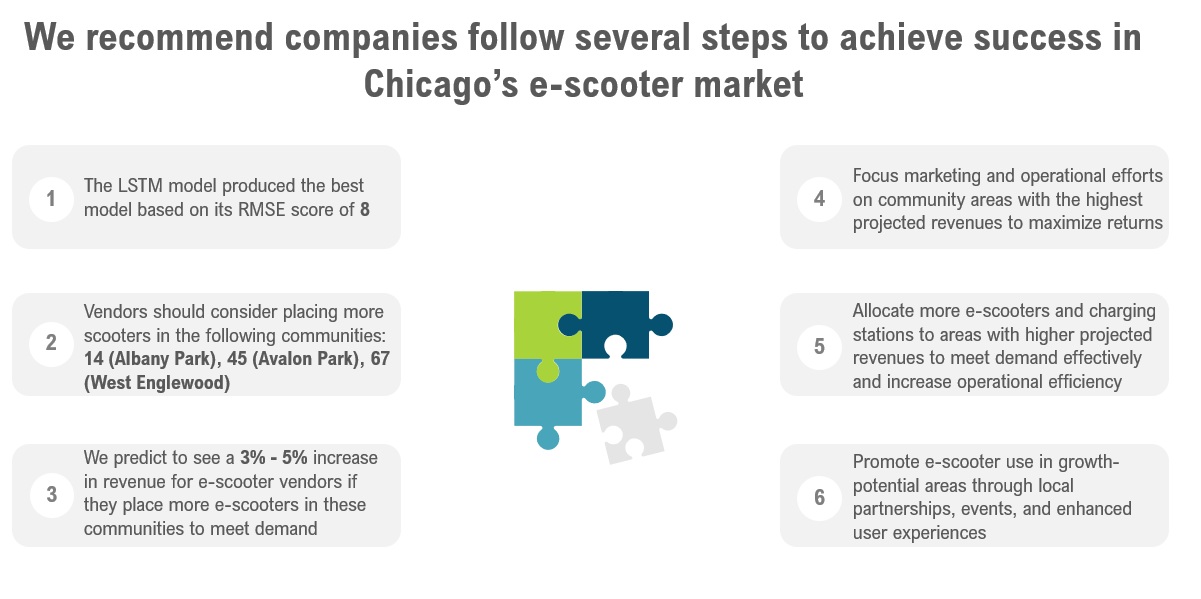 We recommend companies follow several steps to achieve success in
Chicago’s e-scooter market
1
The LSTM model produced the best
model based on its RMSE score of 8
2
Vendors should consider placing more
scooters in the following communities:
14 (Albany Park), 45 (Avalon Park), 67
(West Englewood)
3
We predict to see a 3% - 5% increase
in revenue for e-scooter vendors if
they place more e-scooters in these
communities to meet demand
4
Focus marketing and operational efforts
on community areas with the highest
projected revenues to maximize returns
5
Allocate more e-scooters and charging
stations to areas with higher projected
revenues to meet demand effectively
and increase operational efficiency
6
Promote e-scooter use in growth-
potential areas through local
partnerships, events, and enhanced
user experiences